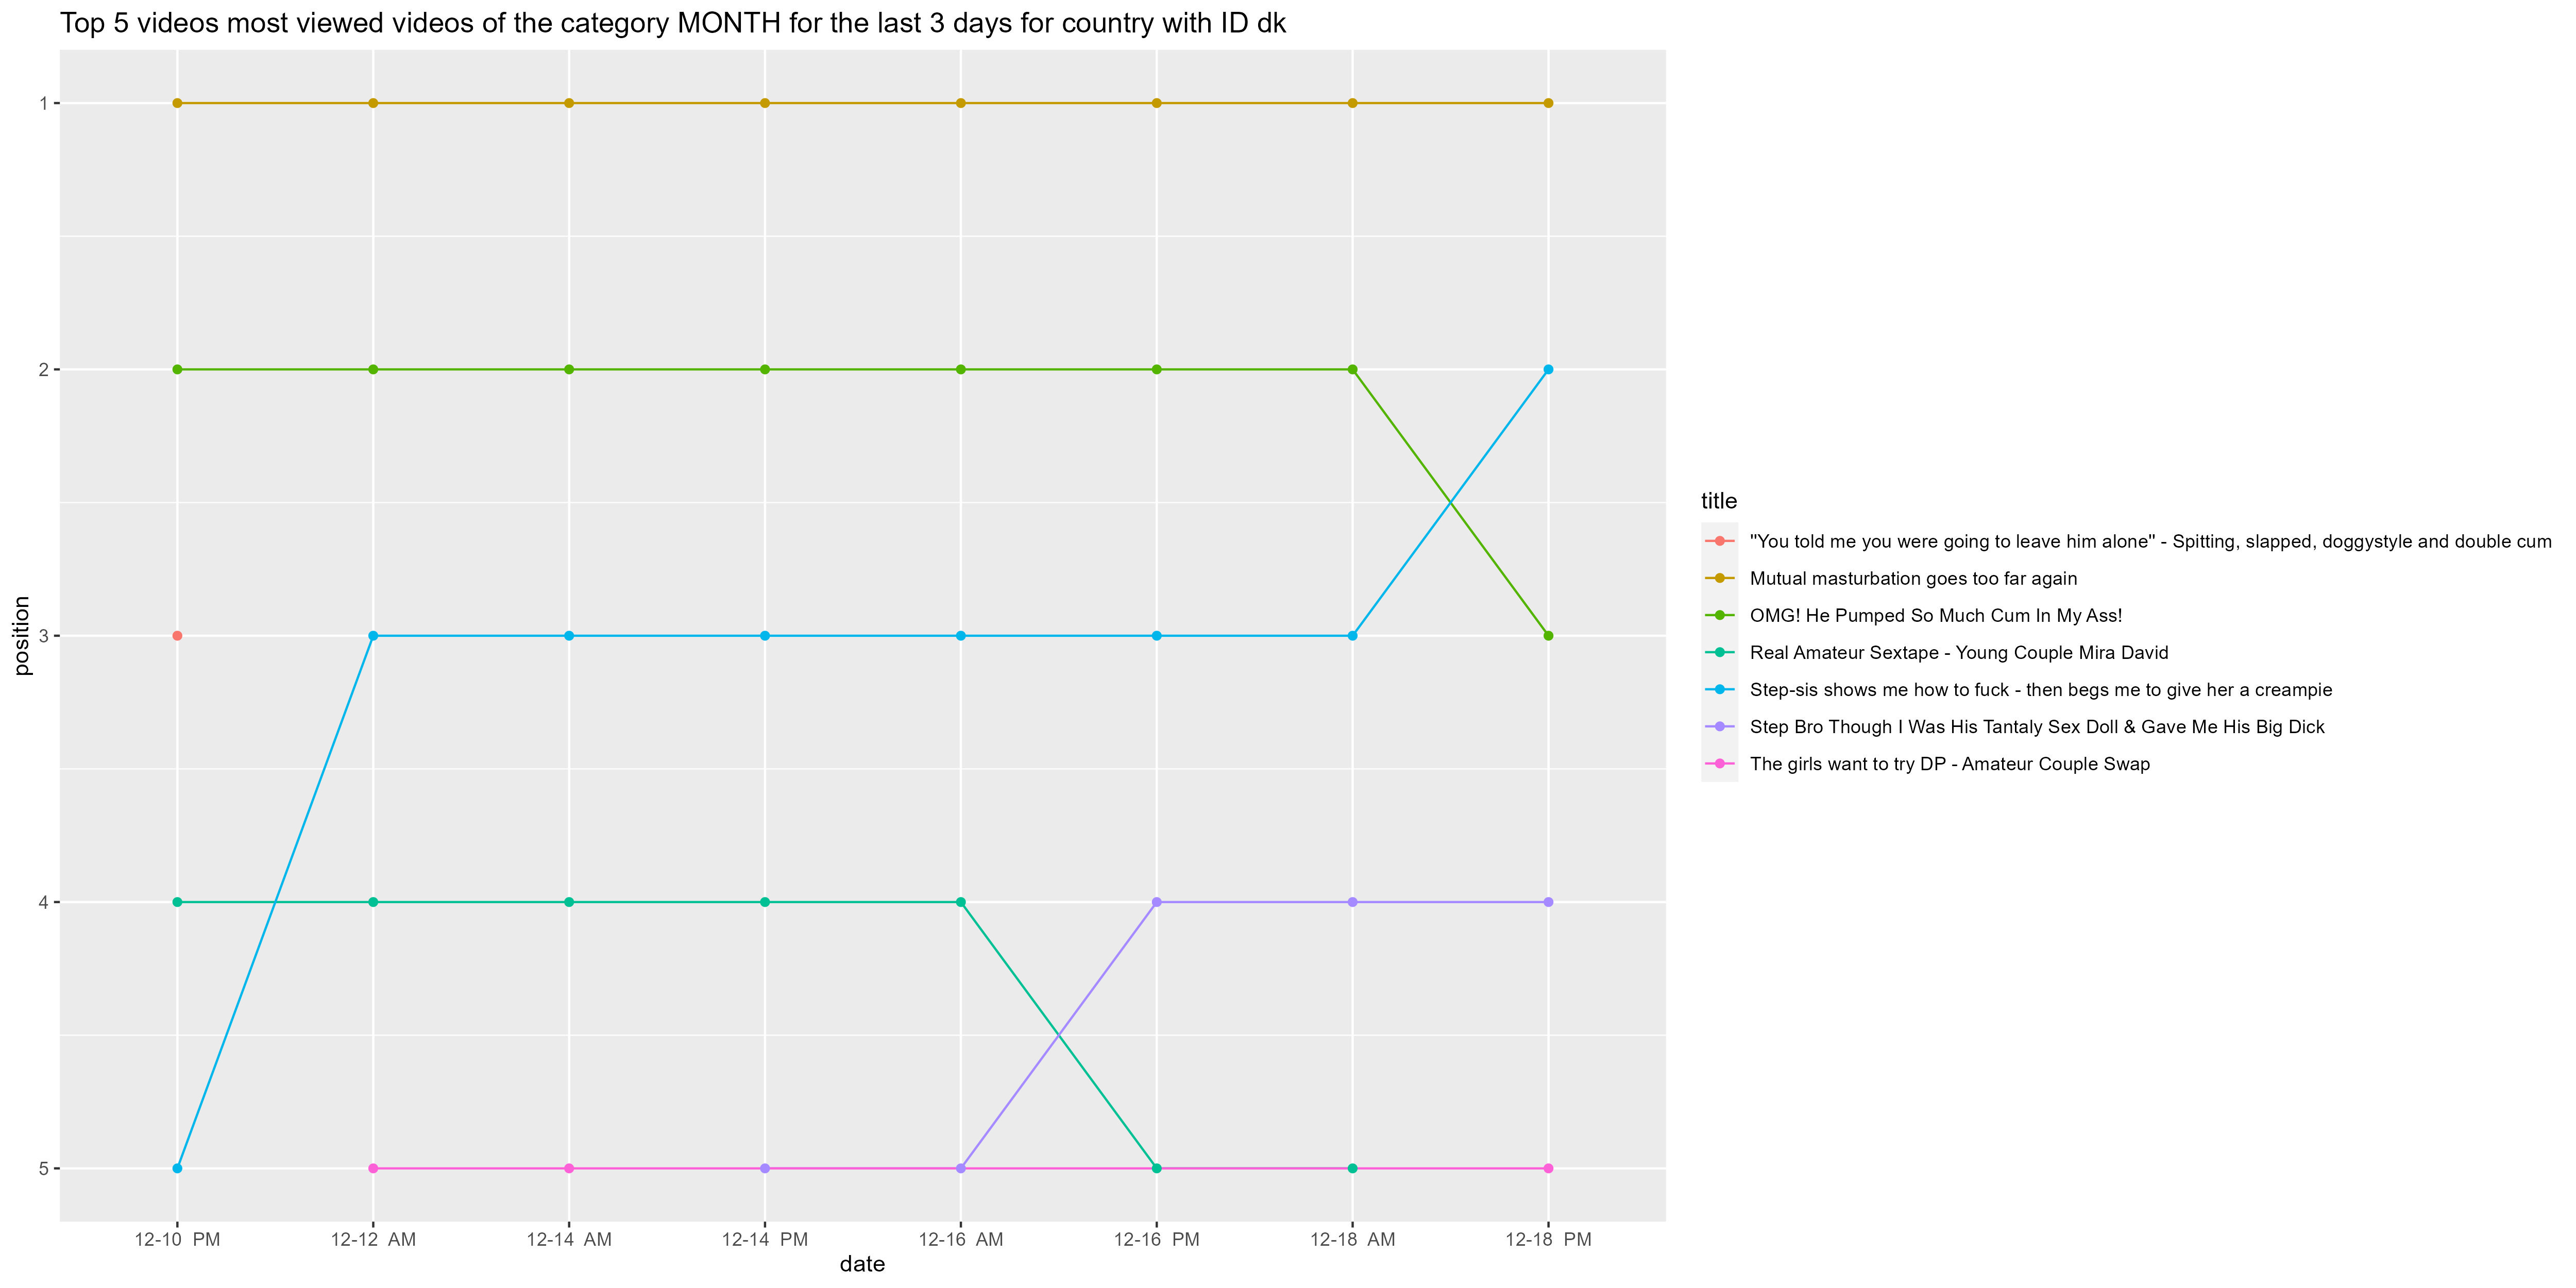 Top 5 videos most viewed videos of the category MONTH for the last 3 days for country with ID dk
position
1
2
3
4
5
12-10 PM
12-12 AM
12-14 AM
12-14 PM
12-16 AM
12-16 PM
12-18 AM
12-18 PM
date
title
"You told me you were going to leave him alone" - Spitting, slapped, doggystyle and double cum
Mutual masturbation goes too far again
OMG! He Pumped So Much Cum In My Ass!
Real Amateur Sextape - Young Couple Mira David
Step-sis shows me how to fuck - then begs me to give her a creampie
Step Bro Though I Was His Tantaly Sex Doll & Gave Me His Big Dick
The girls want to try DP - Amateur Couple Swap